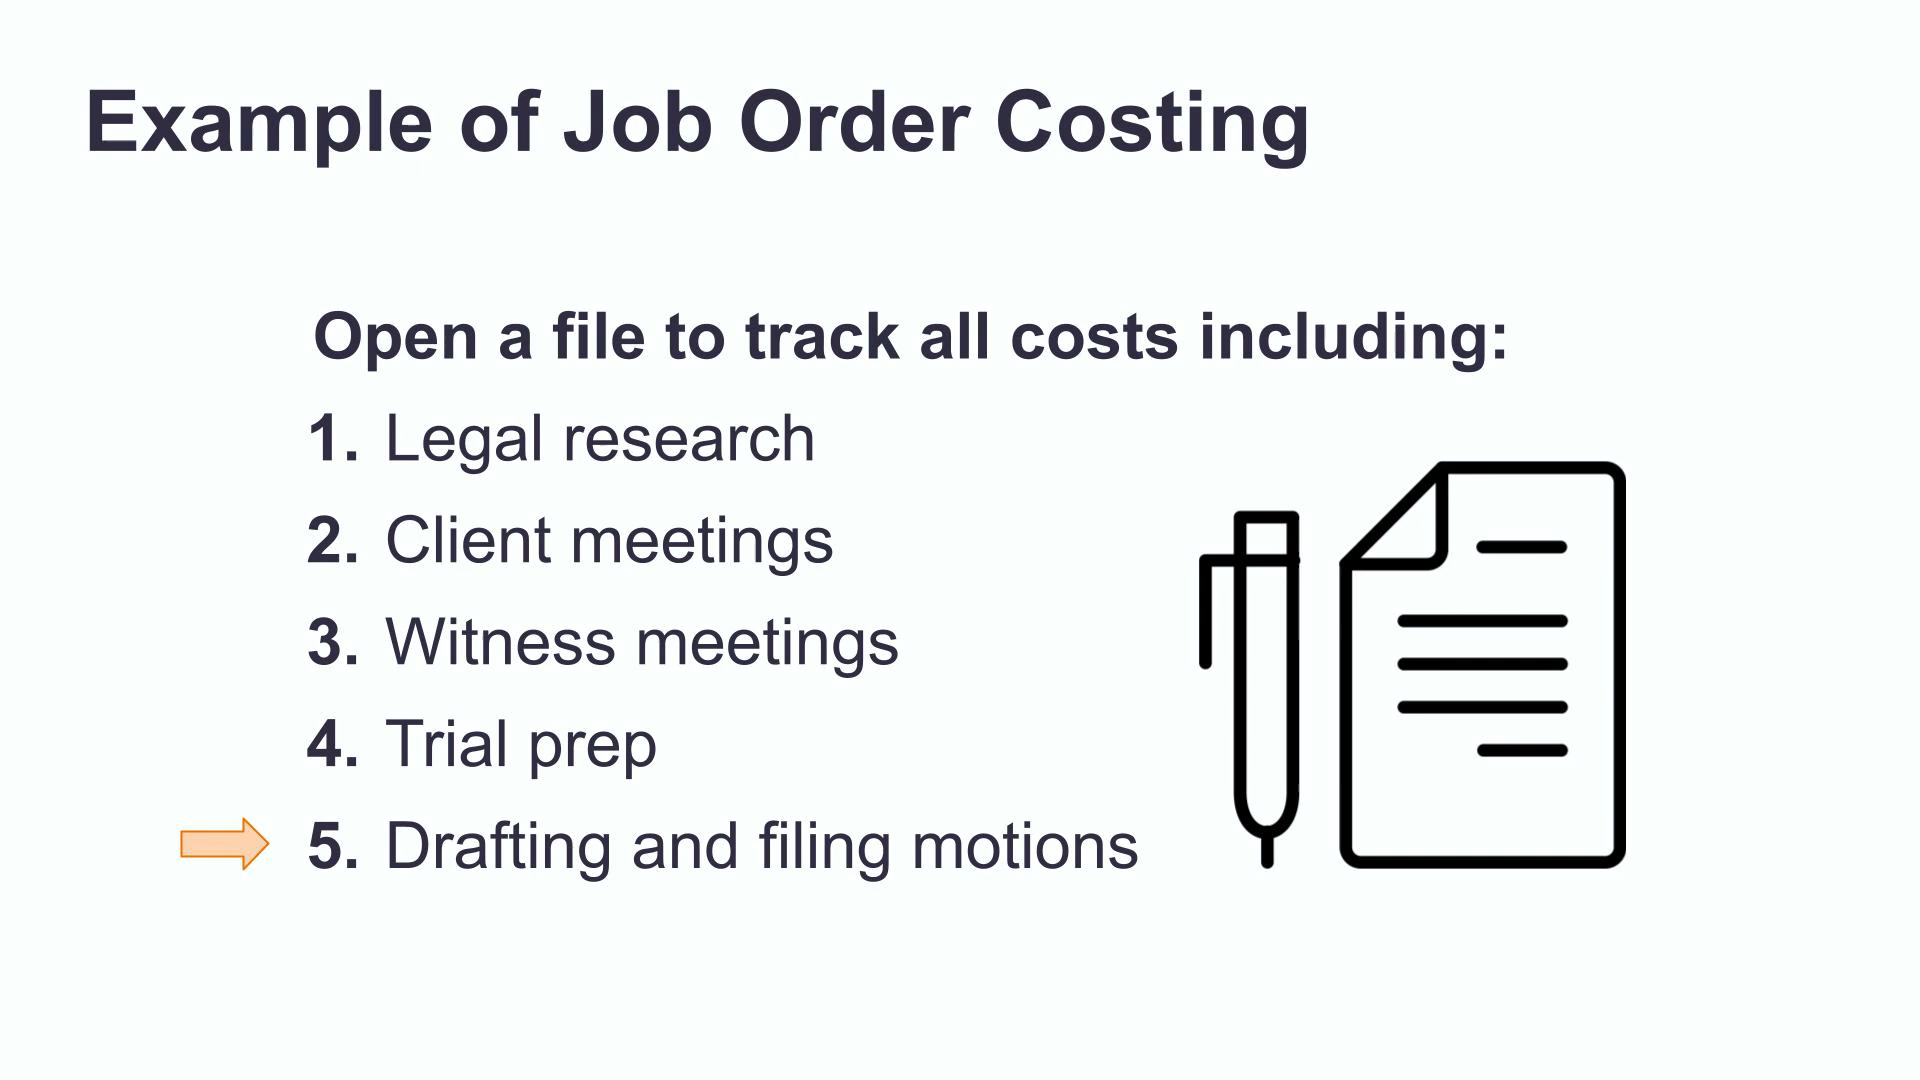 Example of Job Order Costing
Open a file to track all costs including:
1. Legal research
2. Client meetings
3. Witness meetings
4. Trial prep
5. Drafting and filing motions